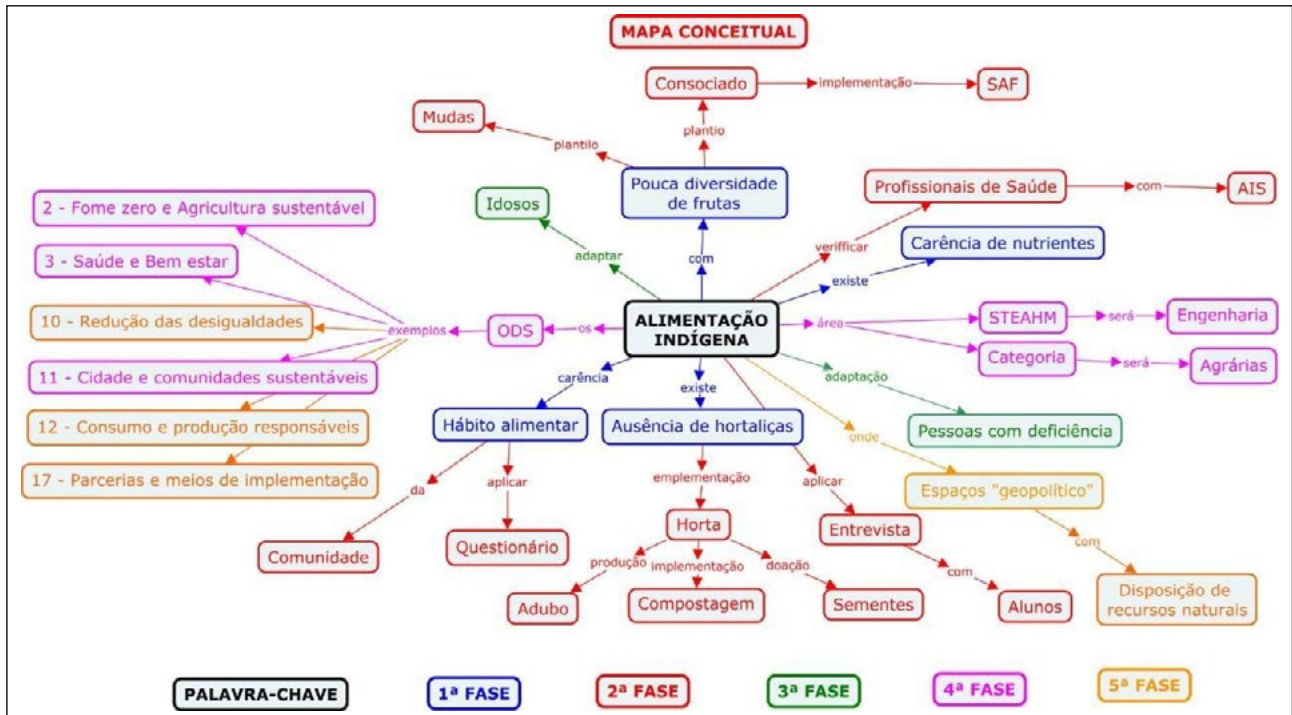 MAPA CONCEITUAL
Consociado
implementação
SAF
Mudas
plantilo
plantio
Pouca diversidade
de frutas
Profissionais de Saúde
com
AIS
2 - Fome zero e Agricultura sustentável
Idosos
verifficar
Carência de nutrientes
3 - Saúde e Bem estar
adaptar
com
existe
10 - Redução das desigualdades
exemplos
ODS
os
ALIMENTAÇÃO
INDÍGENA
área
STEAHM
será
Engenharia
Categoria
será
Agrárias
11 - Cidade e comunidades sustentáveis
carência
existe
adaptação
12 - Consumo e produção responsáveis
Hábito alimentar
Ausência de hortaliças
onde
Pessoas com deficiência
17 - Parcerias e meios de implementação
da
aplicar
emplementação
aplicar
Espaços "geopolítico"
Comunidade
Questionário
Horta
Entrevista
com
produção
implementação
doação
com
Adubo
Compostagem
Sementes
Alunos
Disposição de
recursos naturais
PALAVRA-CHAVE
1ª FASE
2ª FASE
3ª FASE
4ª FASE
5ª FASE